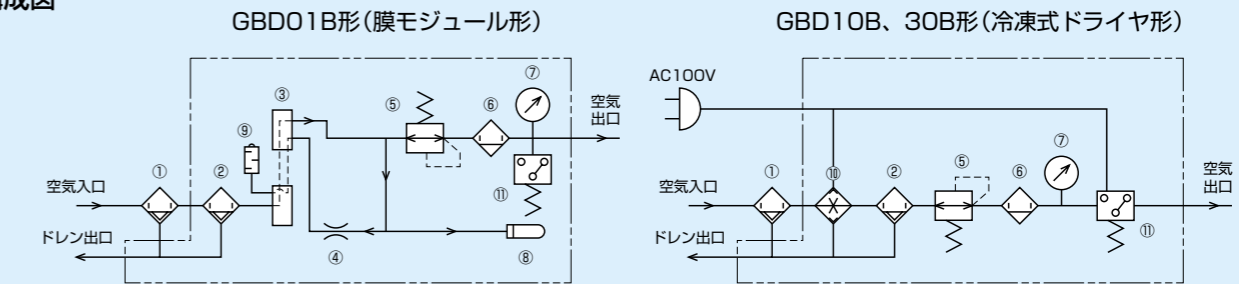 成図
GBD01B形（膜モジュール形）
③
⑦
⑤
⑥
空気
出口
⑨
①
②
空気入口
⑪
ドレン出口
④
⑧
GBD10B、30B形（冷凍式ドライヤ形）
AC100V
⑦
①
⑩
②
⑤
⑥
空気
出口
空気入口
ドレン出口
⑪